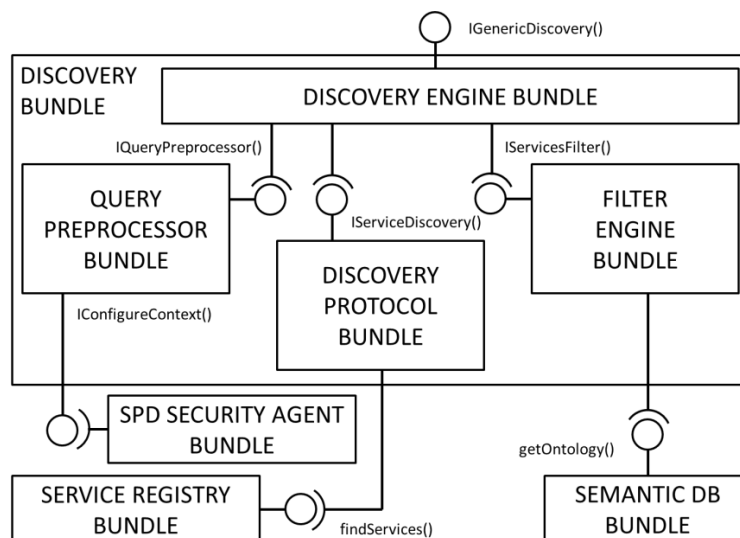 IGenericDiscovery()
DISCOVERY
BUNDLE
DISCOVERY ENGINE BUNDLE
IQueryPreprocessor()
IServicesFilter()
QUERY
PREPROCESSOR
BUNDLE
IServiceDiscovery()
FILTER
ENGINE
BUNDLE
DISCOVERY
PROTOCOL
BUNDLE
IConfigureContext()
SPD SECURITY AGENT
BUNDLE
getOntology()
SERVICE REGISTRY
BUNDLE
findServices()
SEMANTIC DB
BUNDLE